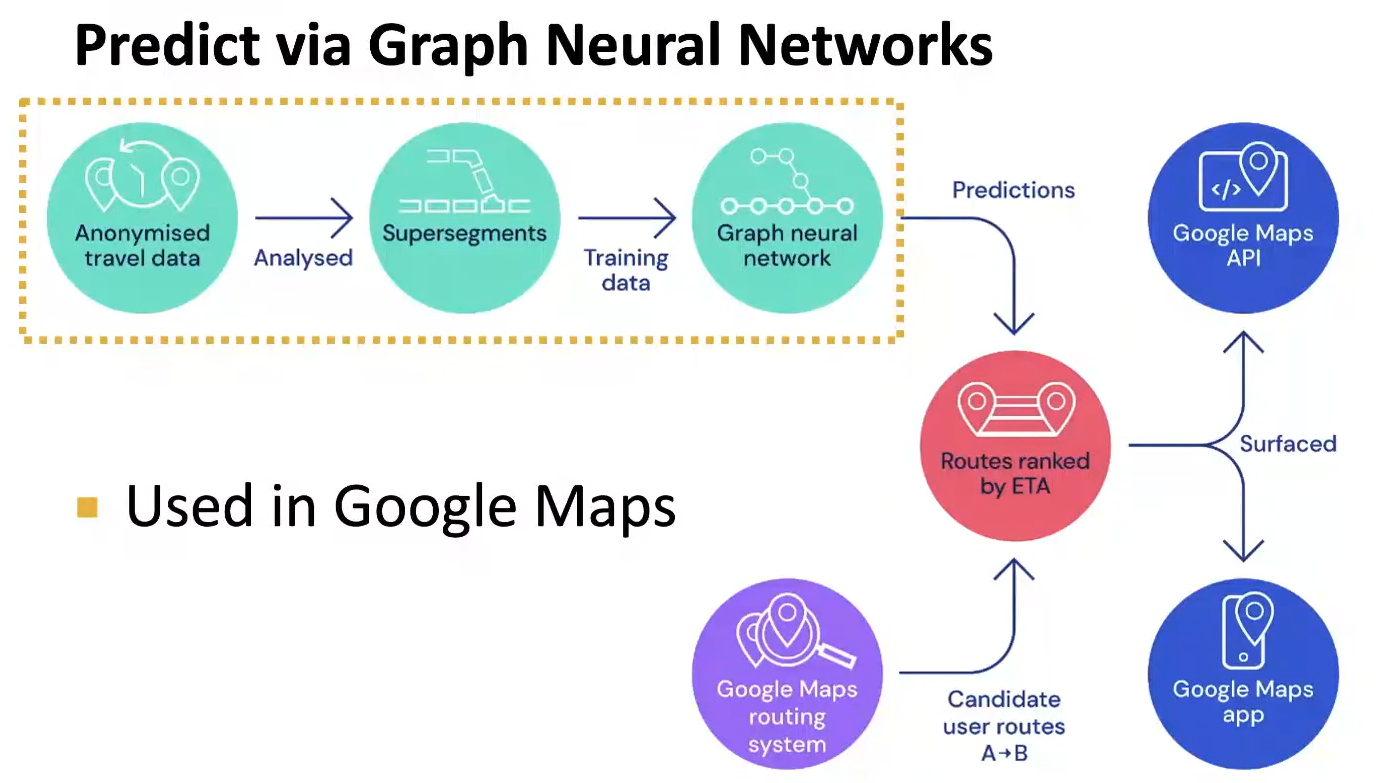 Predict via Graph Neural Networks
Anonymised
travel data
Analysed
Supersegments
Training
data
Graph neural
network
Predictions
</>
Google Maps
API
Routes ranked
by ETA
Surfaced
Used in Google Maps
Google Maps
routing
system
Candidate
user routes
A→B
Google Maps
app